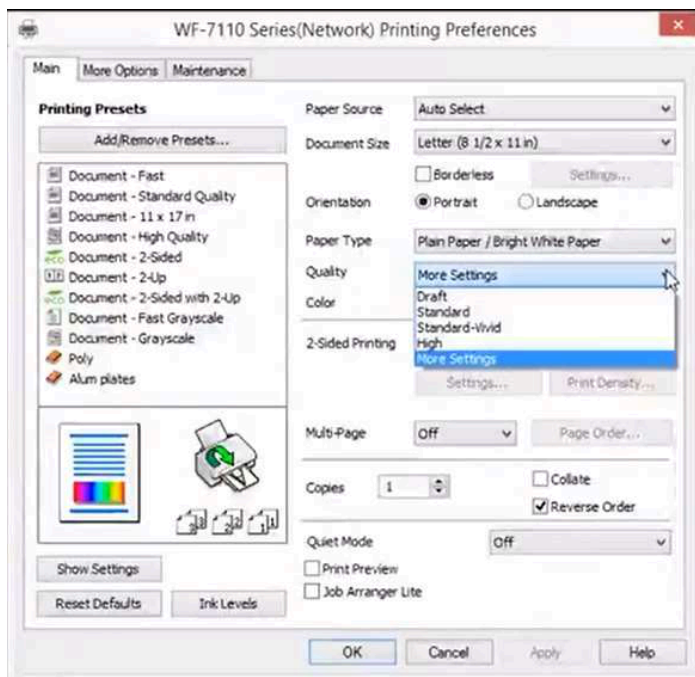 WF-7110 Series(Network) Printing Preferences
Main More Options Maintenance
Printing Presets
Add/Remove Presets...
Document - Fast
Document - Standard Quality
Document - 11 x 17 in
Document - High Quality
Document - 2-Sided
Document - 2-Up
Document - 2-Sided with 2-Up
Document - Fast Grayscale
Document - Grayscale
Poly
Alum plates
Show Settings
Reset Defaults Ink Levels
Paper Source Auto Select
Document Size Letter (8 1/2 x 11 in)
Borderless Settings...
Orientation Portrait Landscape
Paper Type Plain Paper / Bright White Paper
Quality More Settings
Color
Draft
Standard
Standard-Vivid
High
More Settings
2-Sided Printing
Settings... Print Density...
Multi-Page Off Page Order...
Copies 1 Collate
Reverse Order
Quiet Mode Off
Print Preview
Job Arranger Lite
OK Cancel Apply Help